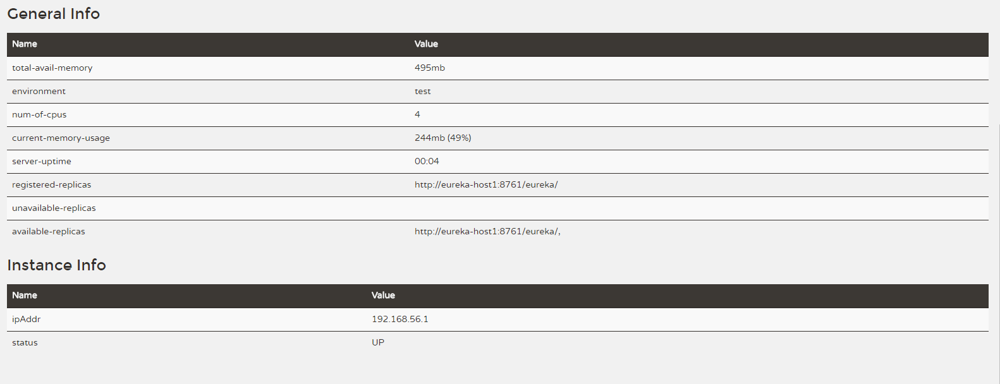 General Info
Name Value
total-avail-memory 495mb
environment test
num-of-cpus 4
current-memory-usage 244mb (49%)
server-uptime 00:04
registered-replicas http://eureka-host1:8761/eureka/
unavailable-replicas
available-replicas http://eureka-host1:8761/eureka/,
Instance Info
Name Value
ipAddr 192.168.56.1
status UP